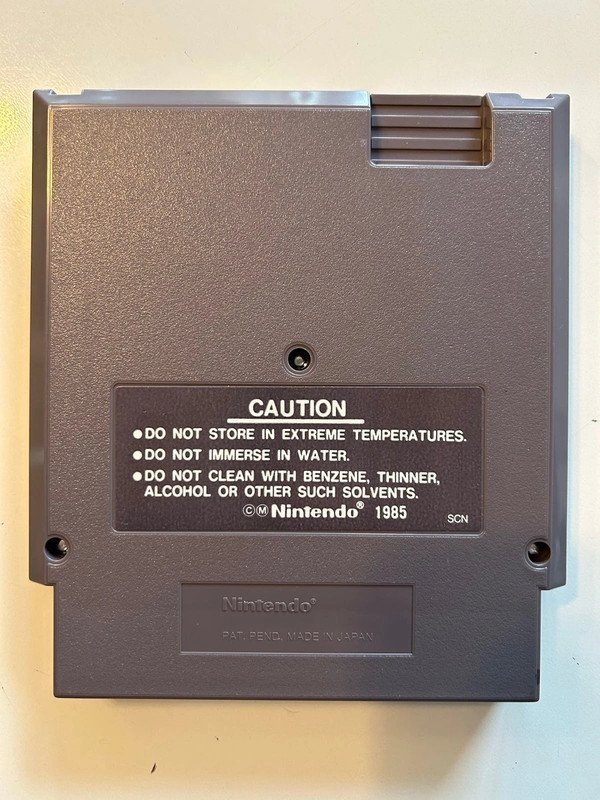 CAUTION
●DO NOT STORE IN EXTREME TEMPERATURES.
●DO NOT IMMERSE IN WATER.
●DO NOT CLEAN WITH BENZENE, THINNER,
ALCOHOL OR OTHER SUCH SOLVENTS.
©Ⓜ Nintendo® 1985 SCN
Nintendo®
PAT. PEND. MADE IN JAPAN